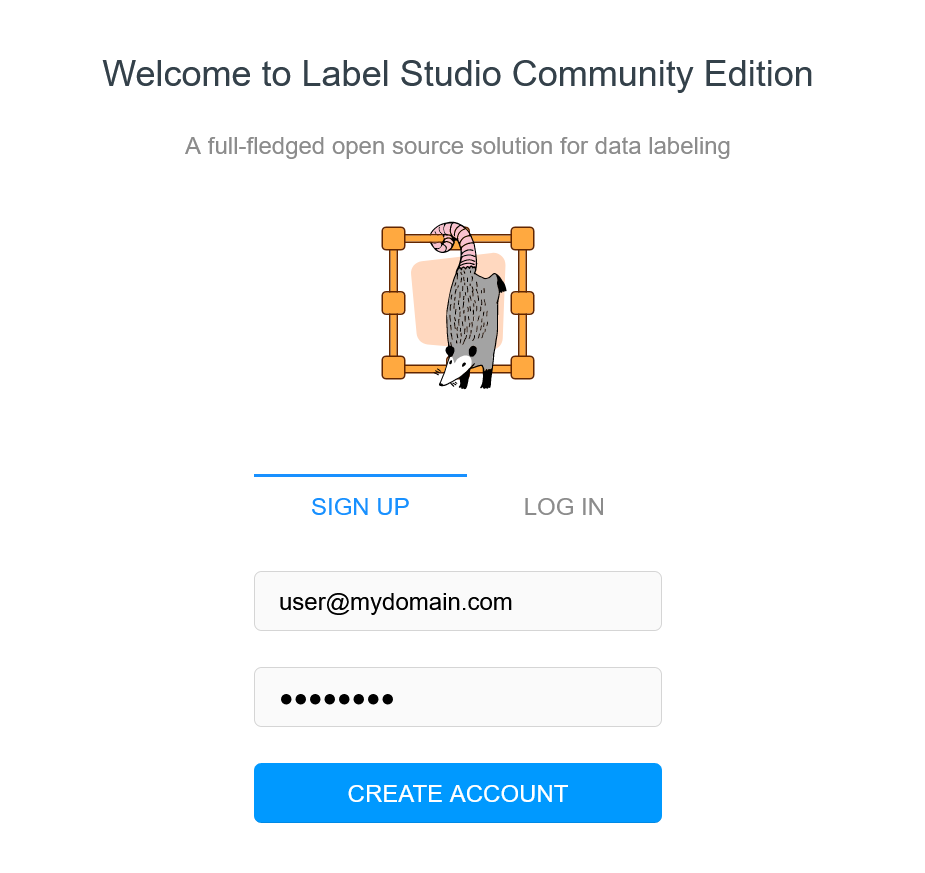 Welcome to Label Studio Community Edition
A full-fledged open source solution for data labeling
SIGN UP
LOG IN
user@mydomain.com
●●●●●●●●
CREATE ACCOUNT